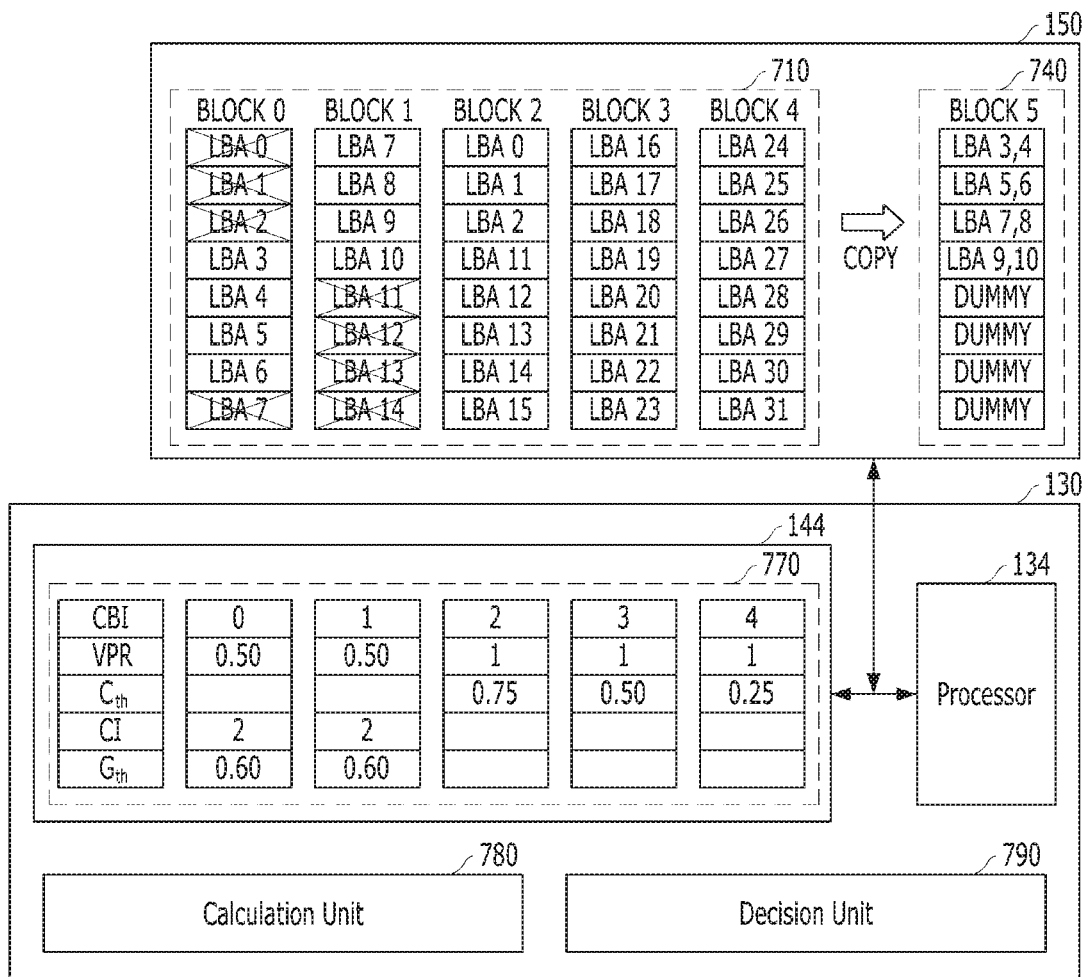 150
710
740
BLOCK 0 BLOCK 1 BLOCK 2 BLOCK 3 BLOCK 4 BLOCK 5
LBA 0 LBA 7 LBA 0 LBA 16 LBA 24 LBA 3,4
LBA 1 LBA 8 LBA 1 LBA 17 LBA 25 LBA 5,6
LBA 2 LBA 9 LBA 2 LBA 18 LBA 26 LBA 7,8
LBA 3 LBA 10 LBA 11 LBA 19 LBA 27 COPY LBA 9,10
LBA 4 LBA 11 LBA 12 LBA 20 LBA 28 DUMMY
LBA 5 LBA 12 LBA 13 LBA 21 LBA 29 DUMMY
LBA 6 LBA 13 LBA 14 LBA 22 LBA 30 DUMMY
LBA 7 LBA 14 LBA 15 LBA 23 LBA 31 DUMMY
130
144
770
134
CBI 0 1 2 3 4
VPR 0.50 0.50 1 1 1
Cth 0.75 0.50 0.25
Processor
CI 2 2
Gth 0.60 0.60
780
790
Calculation Unit
Decision Unit